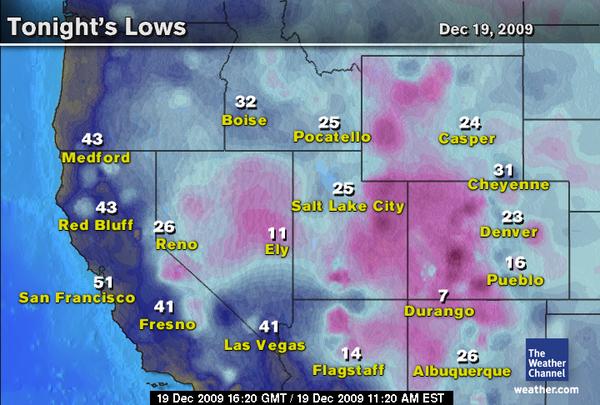 Tonight's Lows
Dec 19, 2009
32
Boise
25
Pocatello
24
Casper
43
Medford
31
Cheyenne
25
Salt Lake City
43
Red Bluff
26
Reno
11
Ely
23
Denver
16
Pueblo
51
San Francisco
41
Fresno
7
Durango
41
Las Vegas
14
Flagstaff
26
Albuquerque
The
Weather
Channel
weather.com
19 Dec 2009 16:20 GMT / 19 Dec 2009 11:20 AM EST